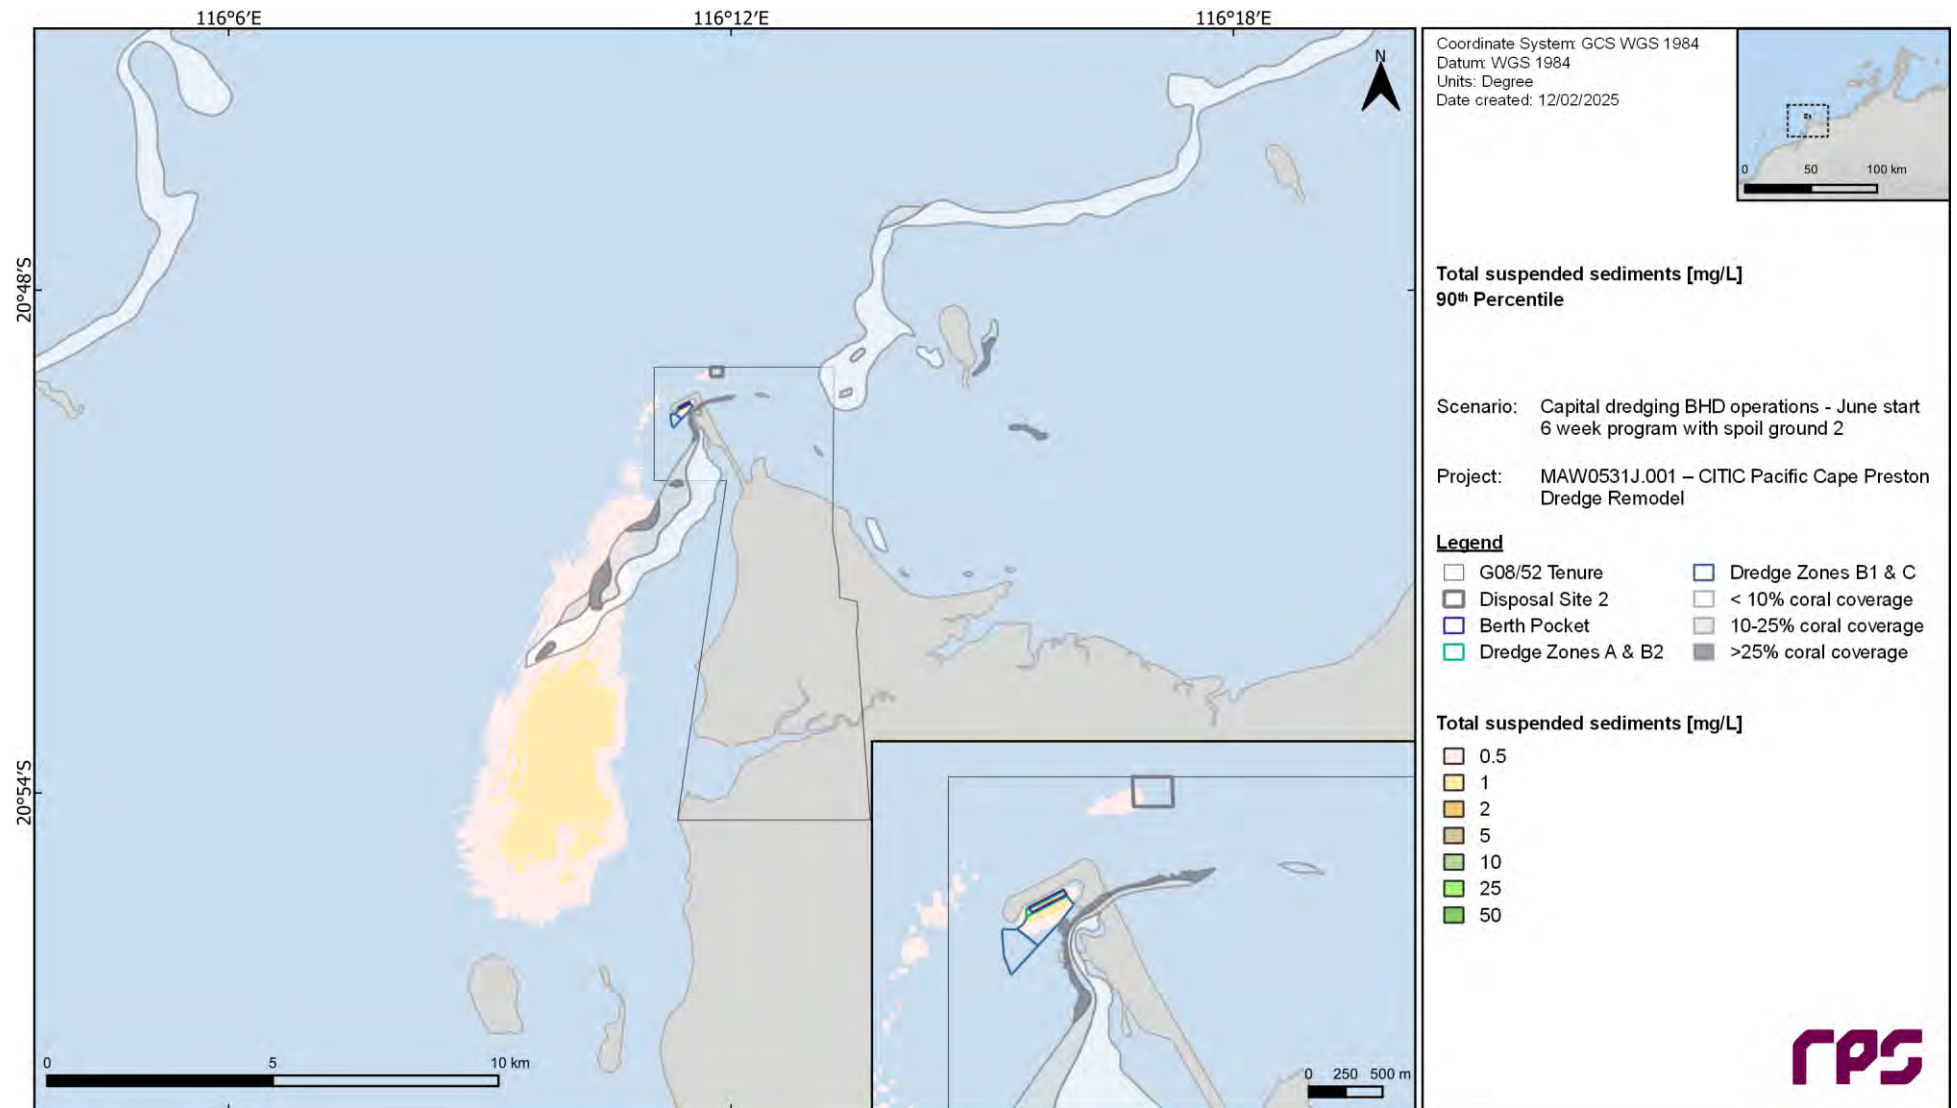 116°6'E
116°12'E
116°18'E
20°48'S
20°54'S
N
0 5 10 km
0 250 500 m
Coordinate System: GCS WGS 1984
Datum: WGS 1984
Units: Degree
Date created: 12/02/2025
0 50 100 km
Total suspended sediments [mg/L]
90th Percentile
Scenario: Capital dredging BHD operations - June start
6 week program with spoil ground 2
Project: MAW0531J.001 – CITIC Pacific Cape Preston
Dredge Remodel
Legend
G08/52 Tenure
Disposal Site 2
Berth Pocket
Dredge Zones A & B2
Dredge Zones B1 & C
< 10% coral coverage
10-25% coral coverage
>25% coral coverage
Total suspended sediments [mg/L]
0.5
1
2
5
10
25
50
rps